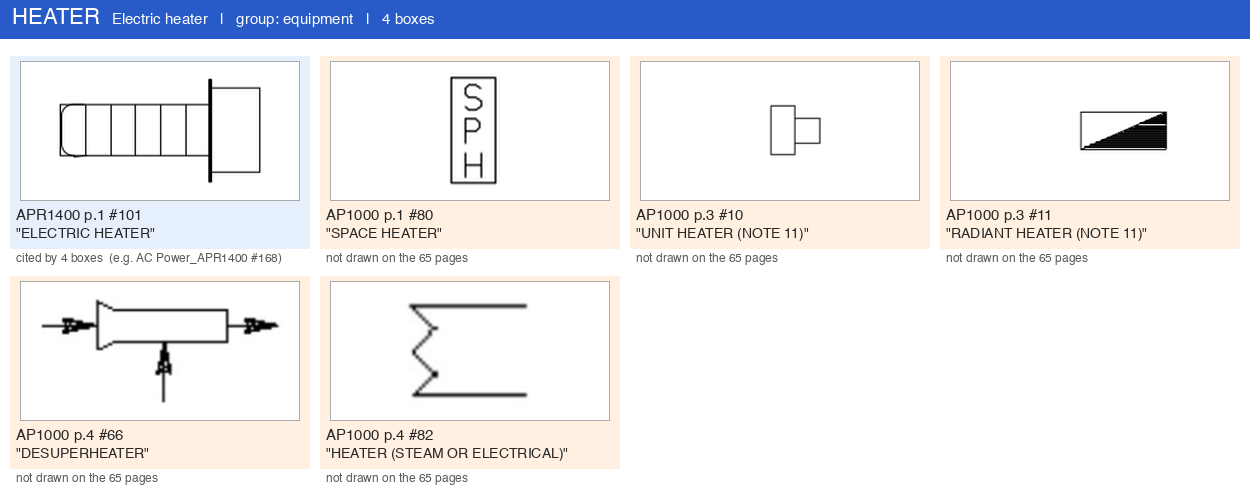 HEATER Electric heater | group: equipment | 4 boxes
APR1400 p.1 #101
"ELECTRIC HEATER"
cited by 4 boxes (e.g. AC Power_APR1400 #168)
S
P
H
AP1000 p.1 #80
"SPACE HEATER"
not drawn on the 65 pages
AP1000 p.3 #10
"UNIT HEATER (NOTE 11)"
not drawn on the 65 pages
AP1000 p.3 #11
"RADIANT HEATER (NOTE 11)"
not drawn on the 65 pages
AP1000 p.4 #66
"DESUPERHEATER"
not drawn on the 65 pages
AP1000 p.4 #82
"HEATER (STEAM OR ELECTRICAL)"
not drawn on the 65 pages